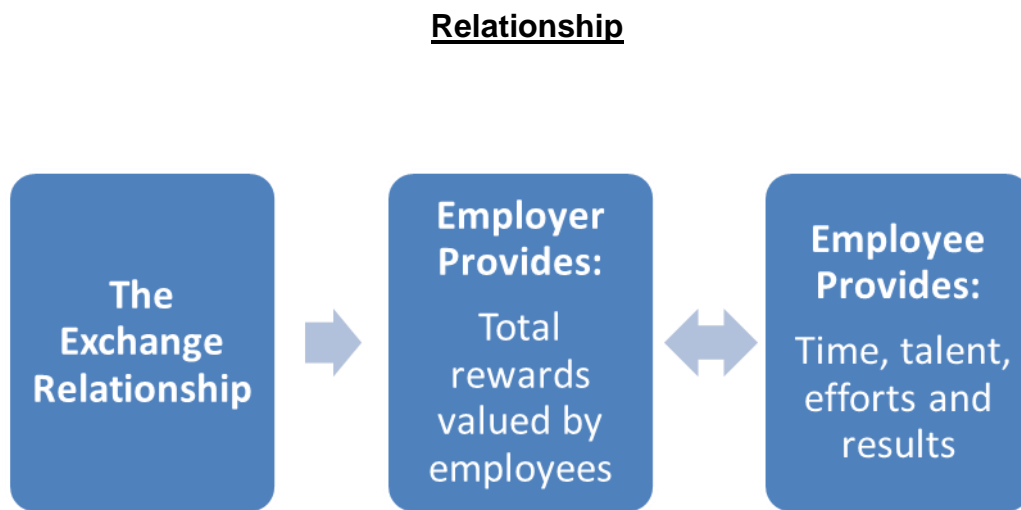 Relationship
The
Exchange
Relationship
Employer
Provides:
Total
rewards
valued by
employees
Employee
Provides:
Time, talent,
efforts and
results